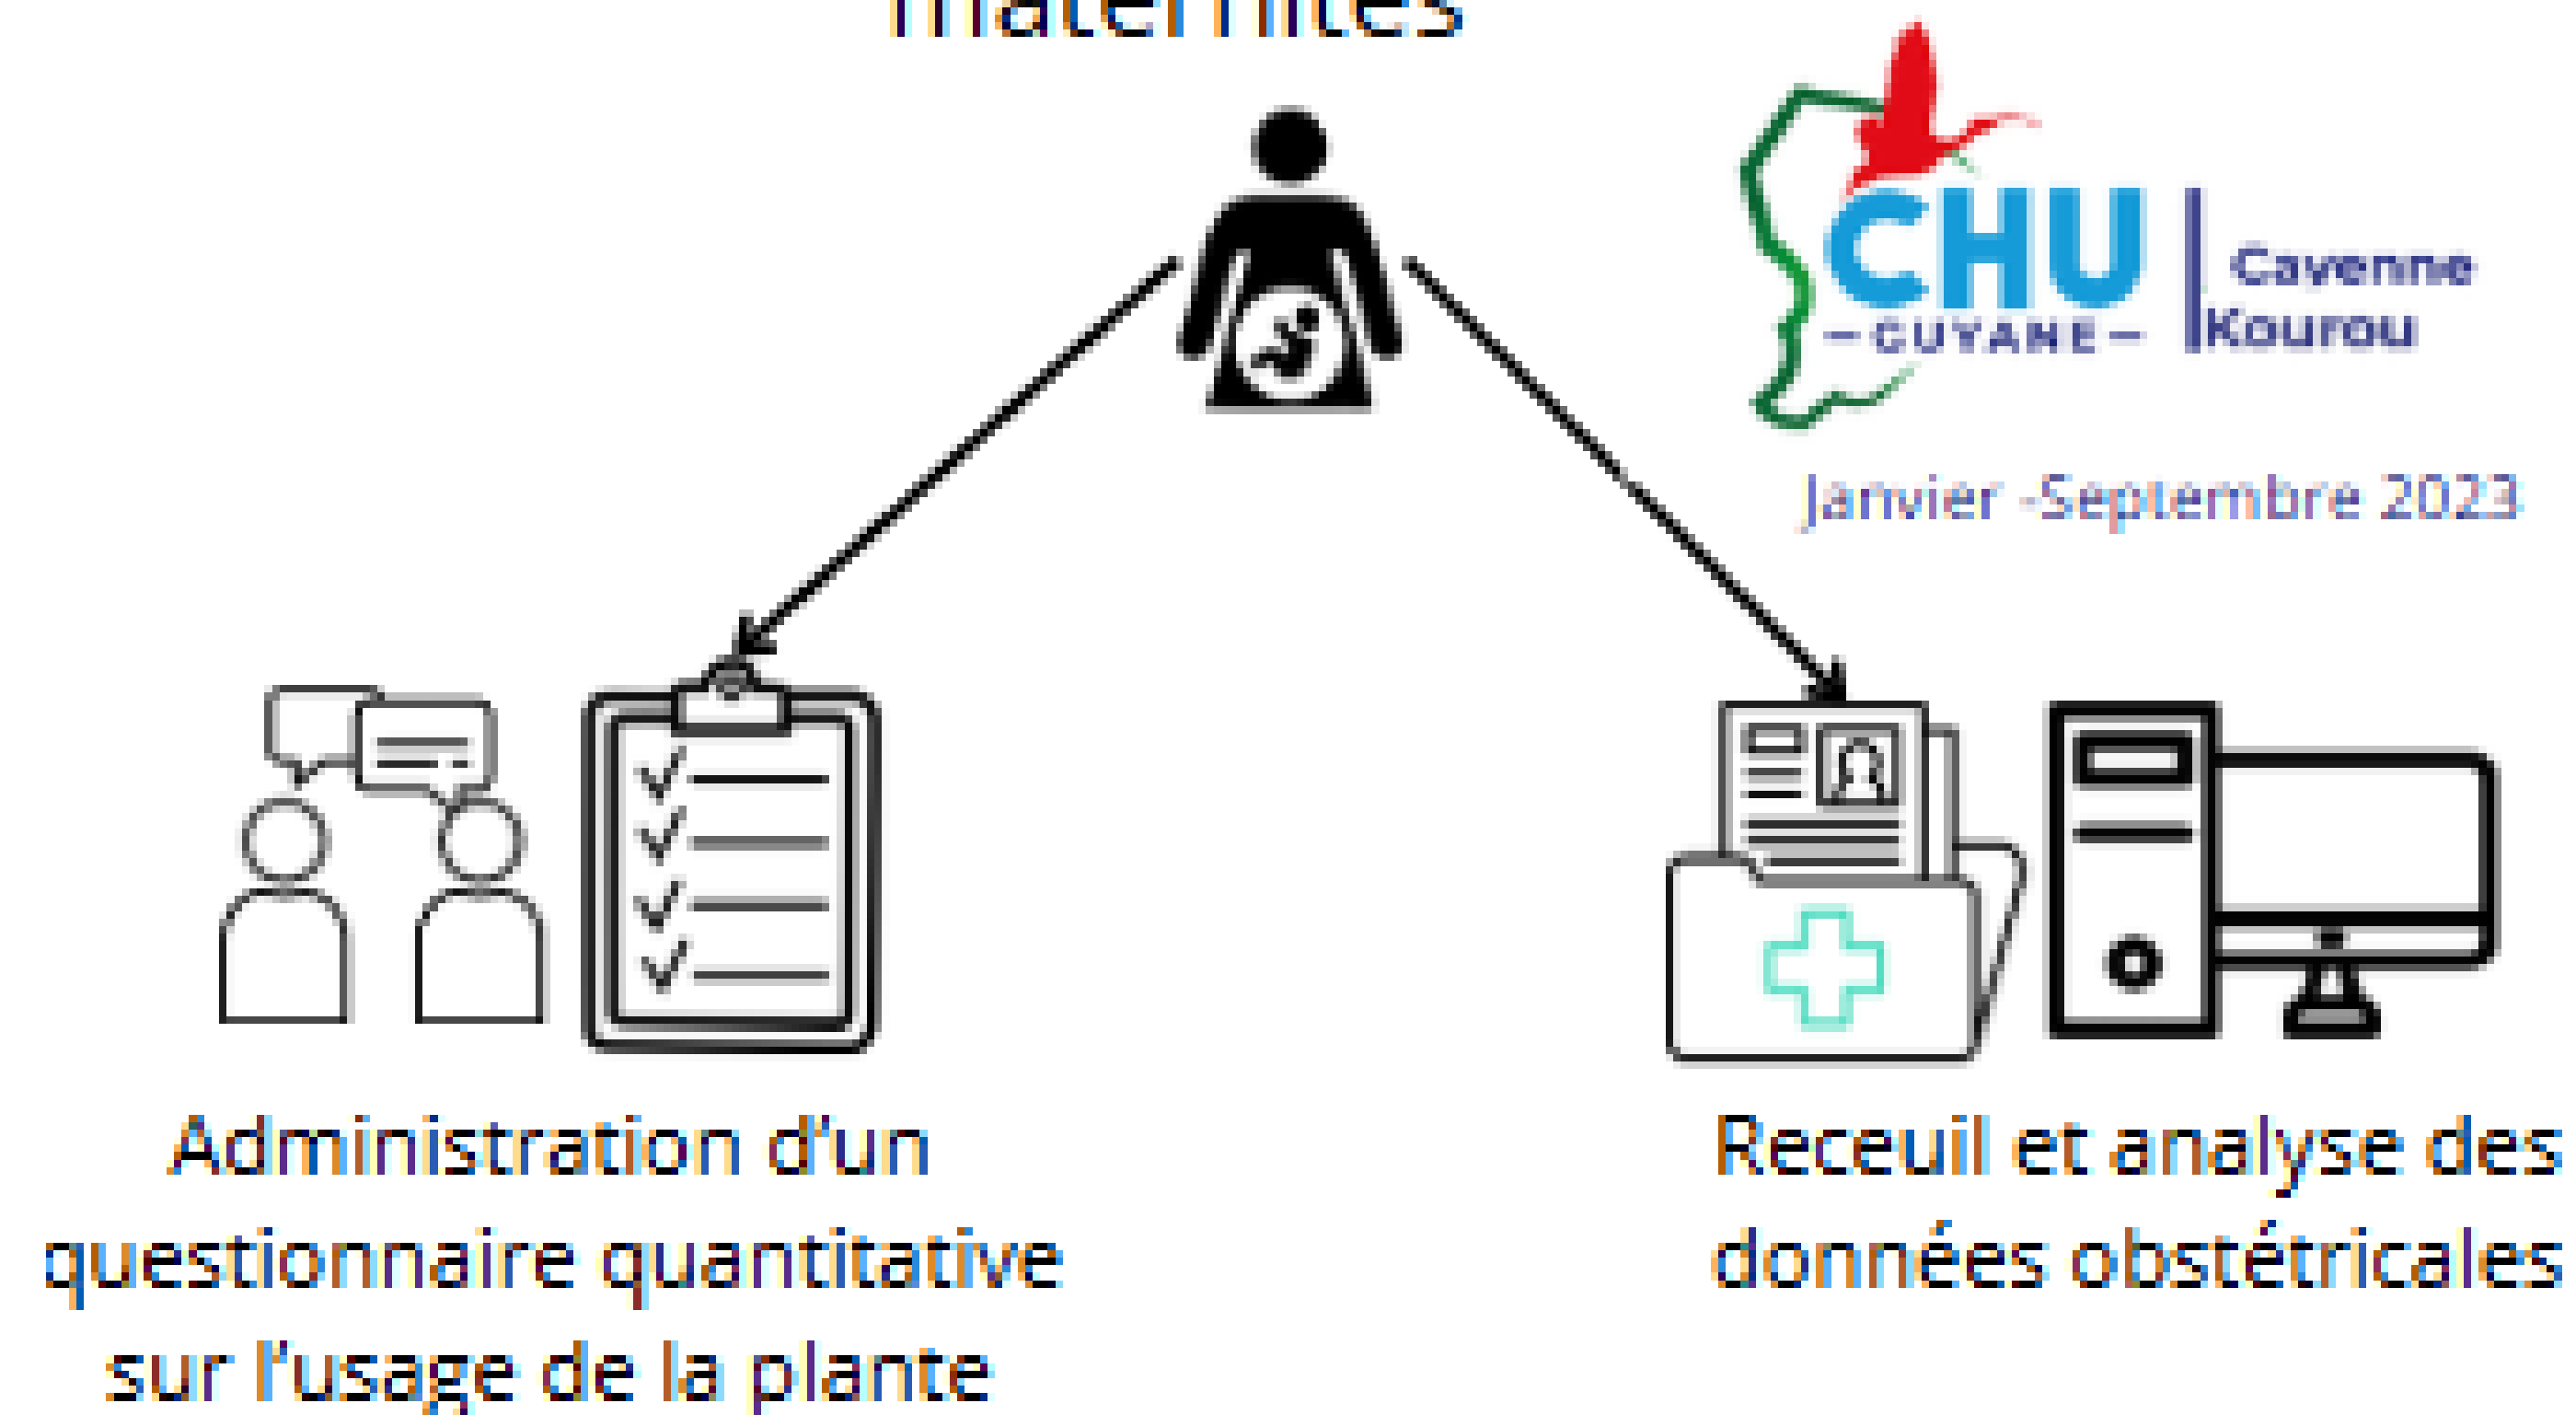 maternités
CHU
- GUYANE -
Cayenne
Kourou
Janvier -Septembre 2023
Administration d'un
questionnaire quantitative
sur l'usage de la plante
Receuil et analyse des
données obstétricales